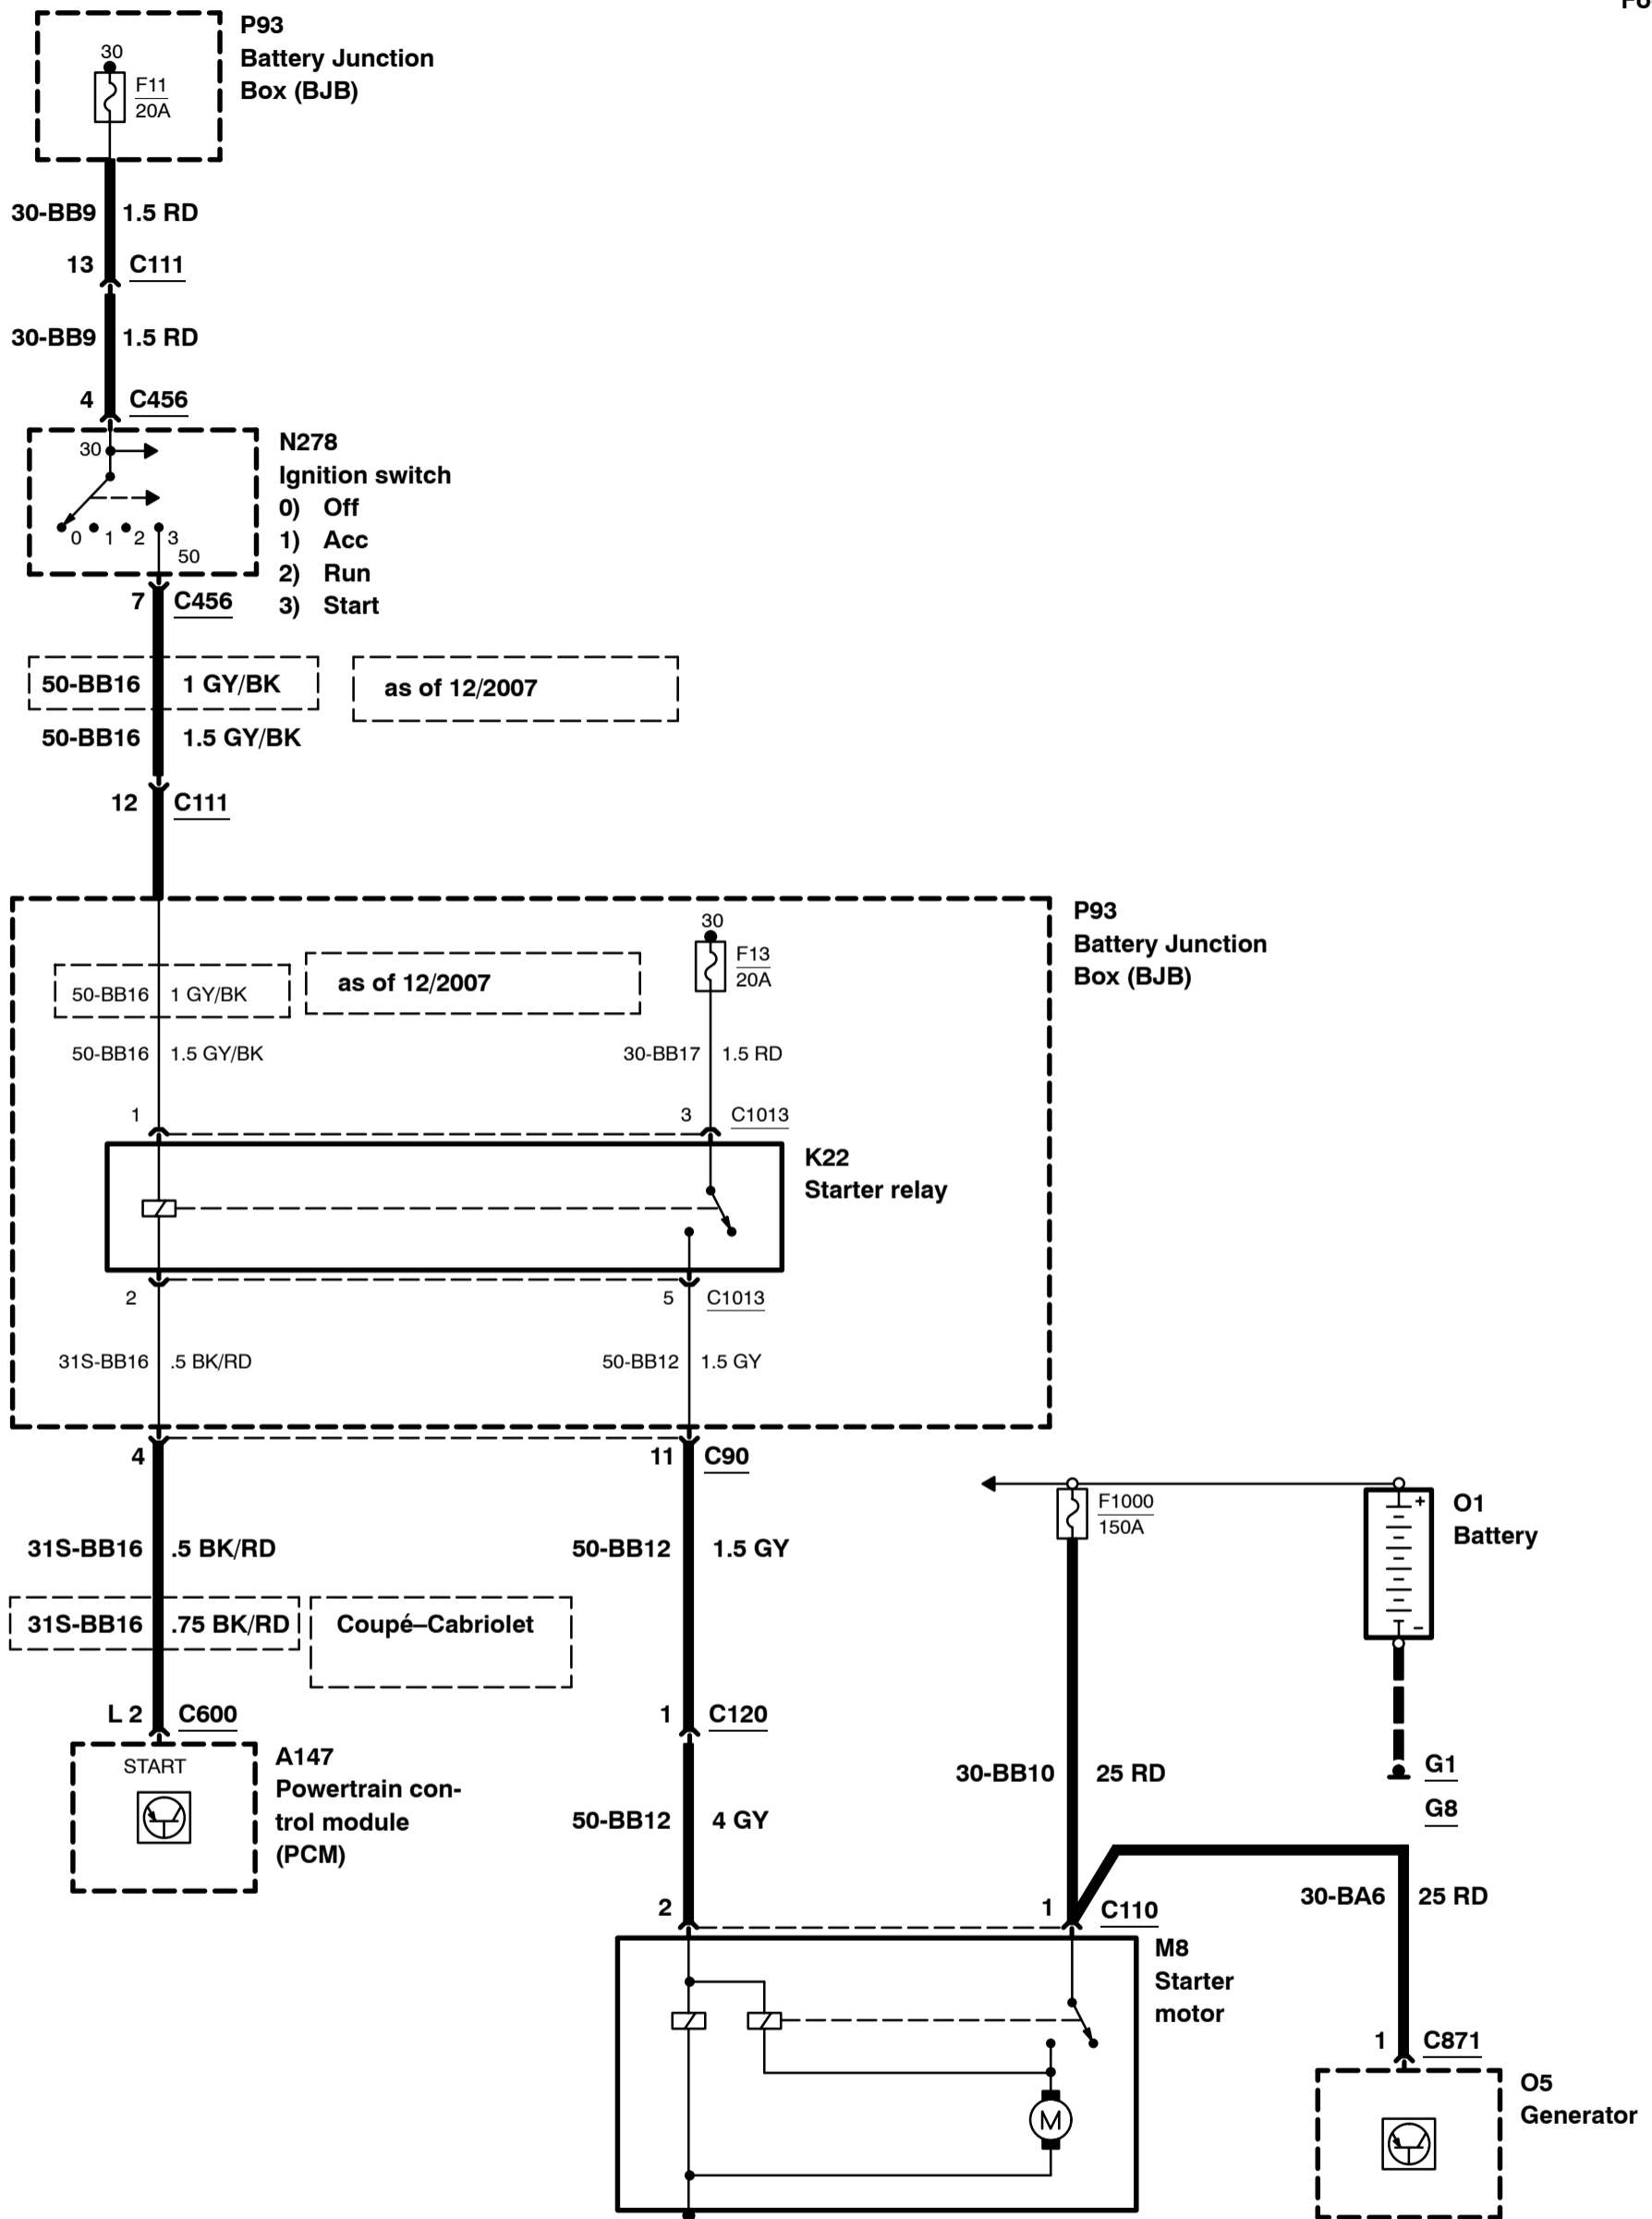 P93
Battery Junction
Box (BJB)
30
F11
20A
30-BB9 1.5 RD
13 C111
30-BB9 1.5 RD
4 C456
30
0 1 2 3
50
N278
Ignition switch
0) Off
1) Acc
2) Run
3) Start
7 C456
50-BB16 1 GY/BK
as of 12/2007
50-BB16 1.5 GY/BK
12 C111
P93
Battery Junction
Box (BJB)
30
F13
20A
50-BB16 1 GY/BK
as of 12/2007
50-BB16 1.5 GY/BK
30-BB17 1.5 RD
1
3 C1013
K22
Starter relay
2
5 C1013
31S-BB16 .5 BK/RD
50-BB12 1.5 GY
4
11 C90
F1000
150A
+
-
O1
Battery
31S-BB16 .5 BK/RD
50-BB12 1.5 GY
31S-BB16 .75 BK/RD
Coupé–Cabriolet
L 2 C600
1 C120
START
A147
Powertrain con-
trol module
(PCM)
30-BB10 25 RD
G1
G8
50-BB12 4 GY
30-BA6 25 RD
2
1 C110
M8
Starter
motor
M
1 C871
O5
Generator